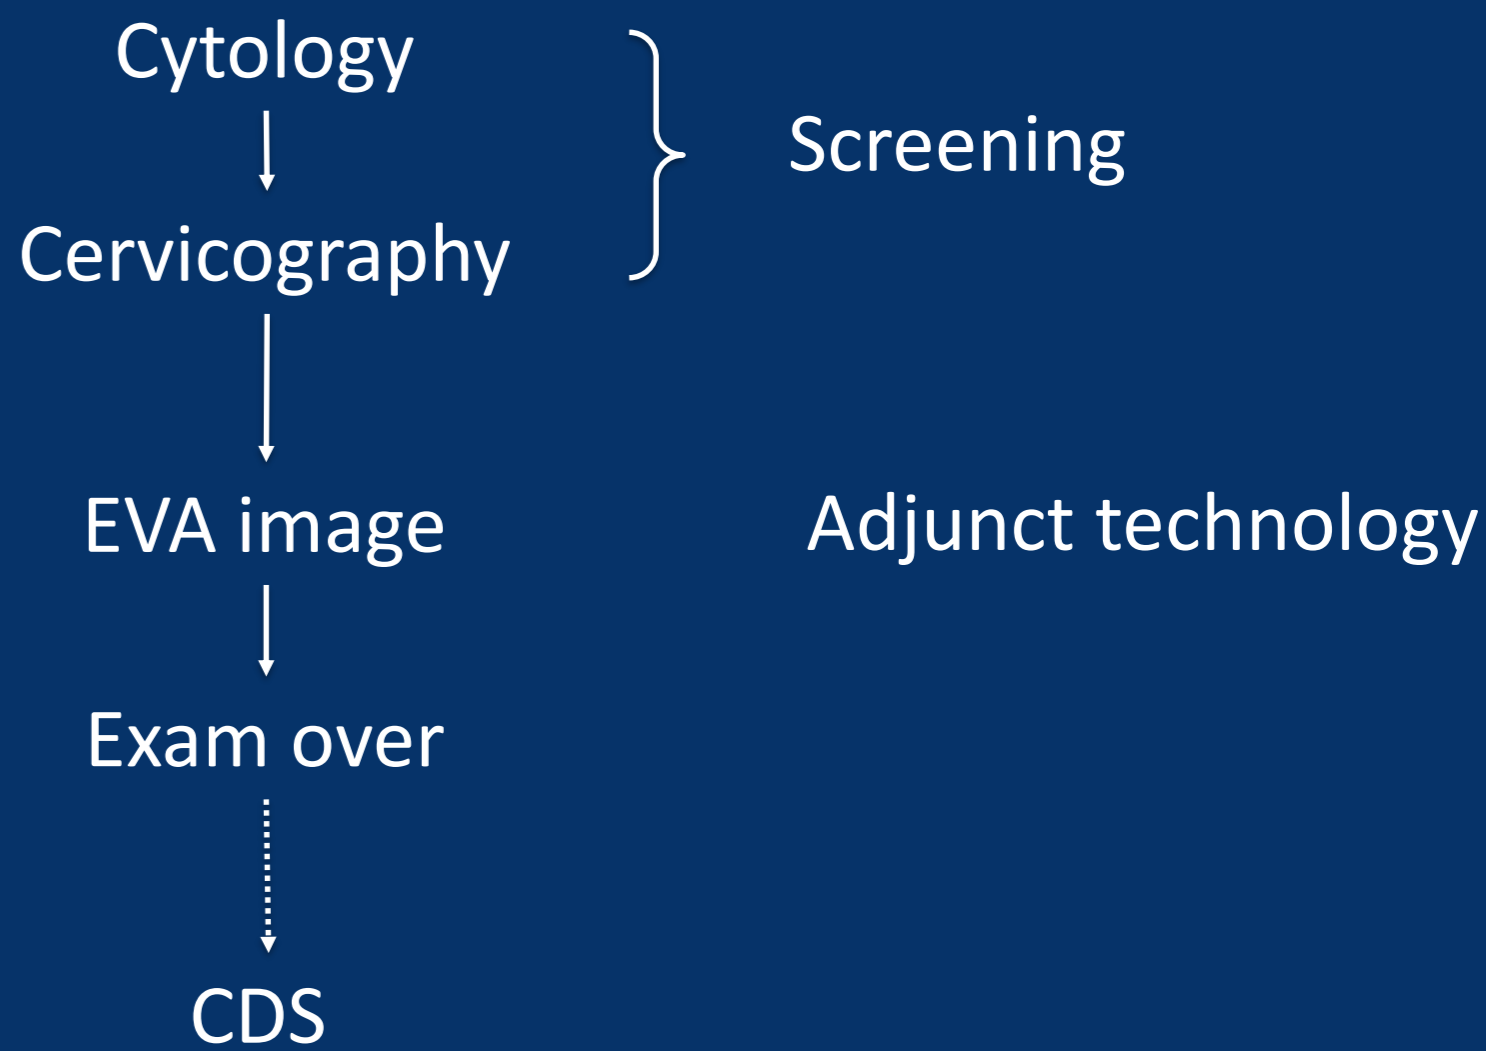 Cytology
Screening
Cervicography
EVA image
Adjunct technology
Exam over
CDS